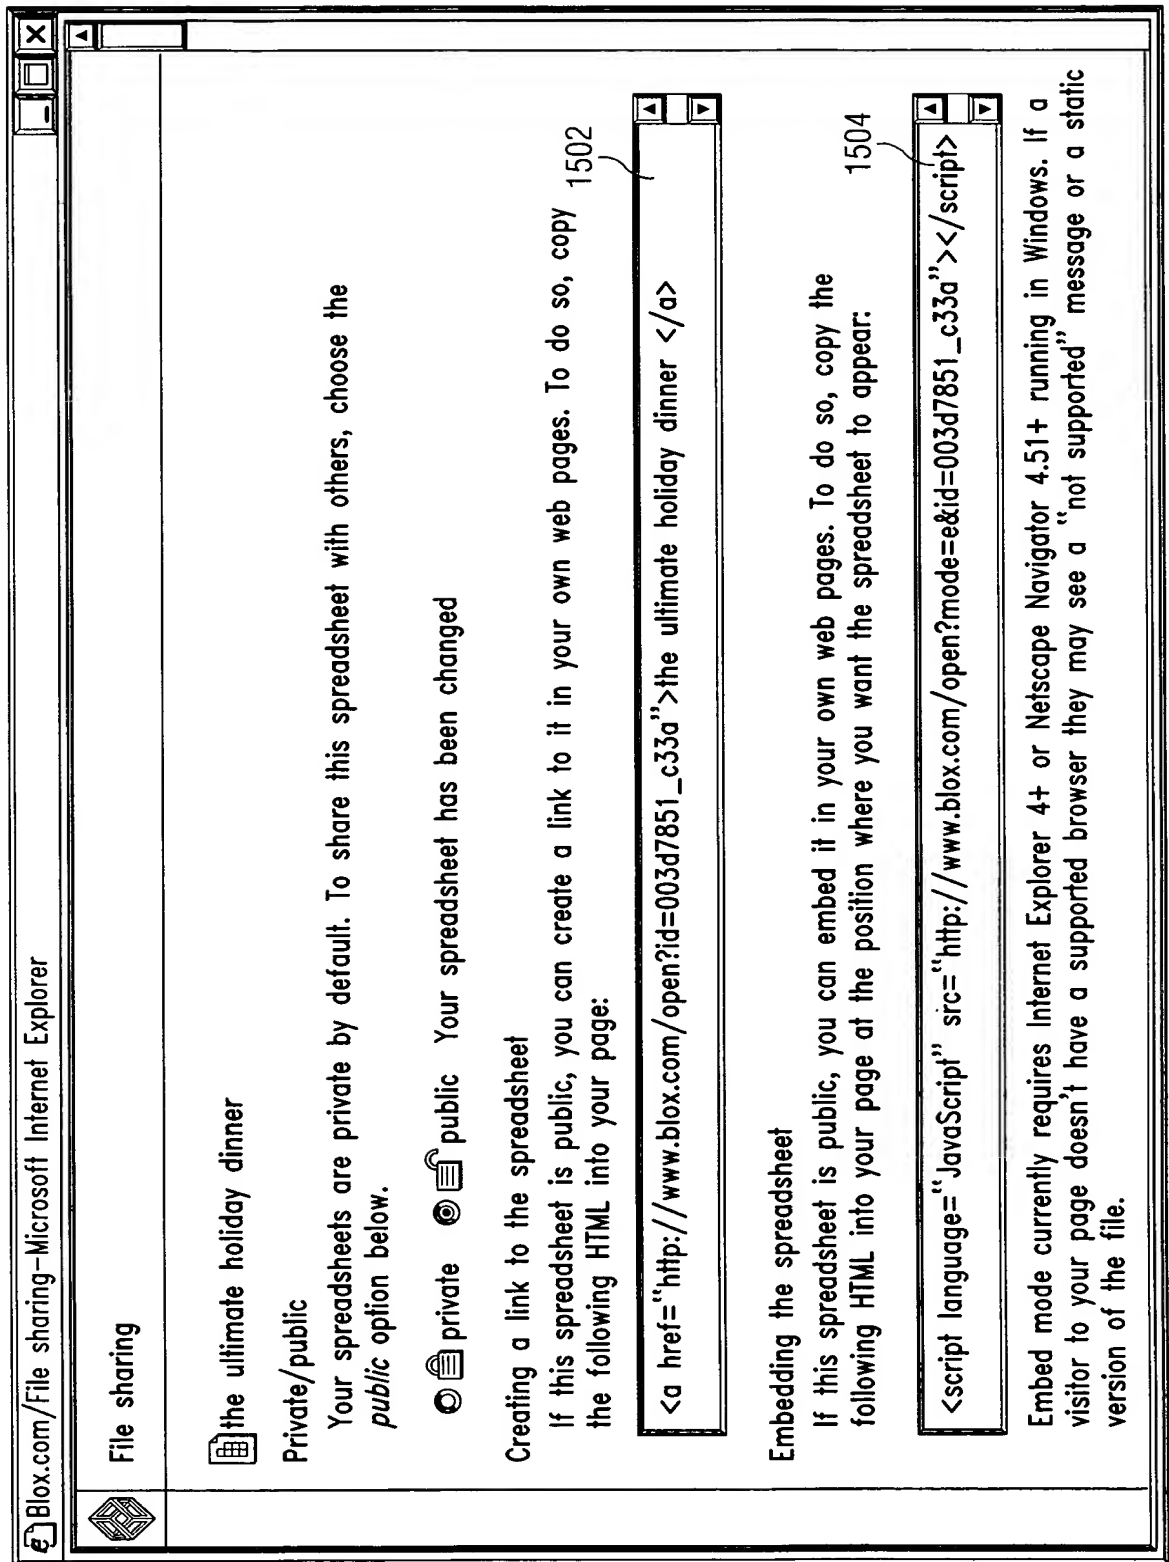 Blox.com/File sharing-Microsoft Internet Explorer
File sharing
the ultimate holiday dinner
Private/public
Your spreadsheets are private by default. To share this spreadsheet with others, choose the
public option below.
private public Your spreadsheet has been changed
Creating a link to the spreadsheet
If this spreadsheet is public, you can create a link to it in your own web pages. To do so, copy
the following HTML into your page:
1502
<a href="http://www.blox.com/open?id=003d7851_c33a">the ultimate holiday dinner </a>
Embedding the spreadsheet
If this spreadsheet is public, you can embed it in your own web pages. To do so, copy the
following HTML into your page at the position where you want the spreadsheet to appear:
1504
<script language="JavaScript" src="http://www.blox.com/open?mode=e&id=003d7851_c33a"></script>
Embed mode currently requires Internet Explorer 4+ or Netscape Navigator 4.51+ running in Windows. If a
visitor to your page doesn't have a supported browser they may see a "not supported" message or a static
version of the file.